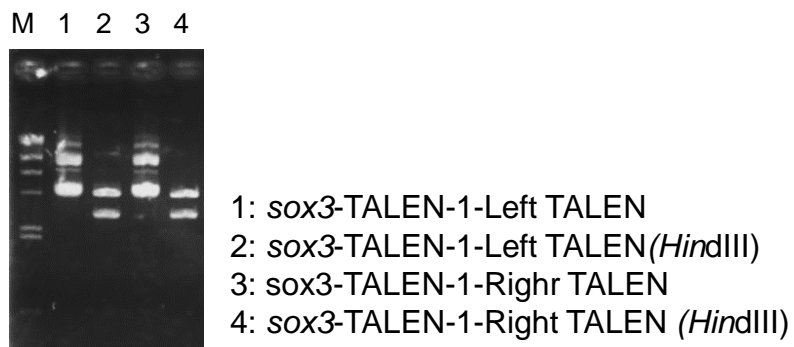 M 1 2 3 4
1: sox3-TALEN-1-Left TALEN
2: sox3-TALEN-1-Left TALEN(HindIII)
3: sox3-TALEN-1-Righr TALEN
4: sox3-TALEN-1-Right TALEN (HindIII)